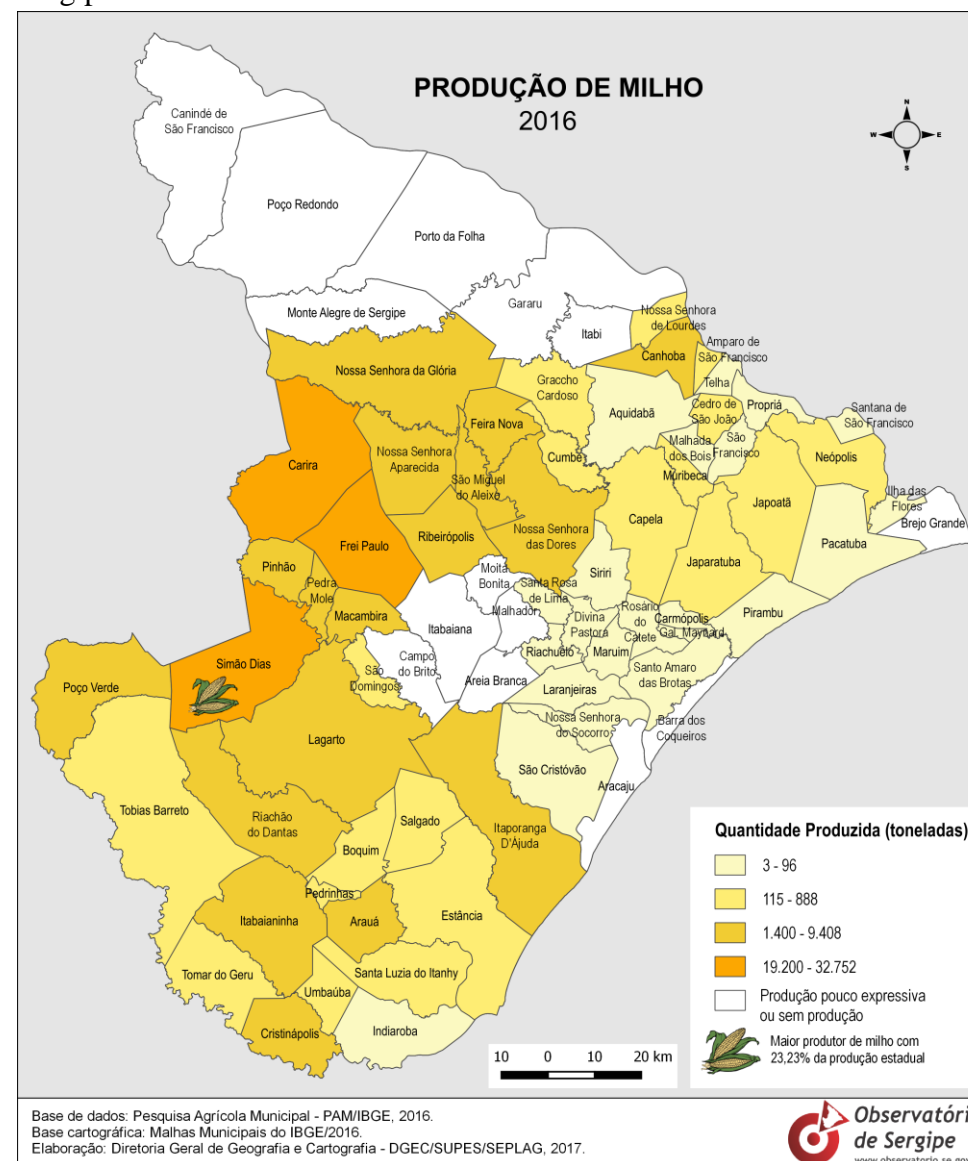 PRODUÇÃO DE MILHO
2016
N
W
E
S
Canindé de
São Francisco
Poço Redondo
Porto da Folha
Monte Alegre de Sergipe
Gararu
Itabi
Nossa Senhora
de Lourdes
Canhoba
Amparo de
São Francisco
Telha
Nossa Senhora da Glória
Graccho
Cardoso
Aquidabã
Cedro de
São João
Propriá
Santana de
São Francisco
Feira Nova
Carira
Nossa Senhora
Aparecida
São Miguel
do Aleixo
Cumbe
Malhada
dos Bois
São
Francisco
Muribeca
Neópolis
Ilha das
Flores
Brejo Grande
Japoatã
Capela
Pacatuba
Frei Paulo
Ribeirópolis
Nossa Senhora
das Dores
Japaratuba
Pinhão
Pedra
Mole
Moita
Bonita
Santa Rosa
de Lima
Siriri
Macambira
Itabaiana
Malhador
Divina
Pastora
Rosário
do
Catete
Carmópolis
Gal. Maynard
Pirambu
Riachuelo
Maruim
Simão Dias
São
Domingos
Campo
do Brito
Areia Branca
Santo Amaro
das Brotas
Poço Verde
Laranjeiras
Lagarto
Nossa Senhora
do Socorro
Barra dos
Coqueiros
São Cristóvão
Aracaju
Tobias Barreto
Riachão
do Dantas
Salgado
Itaporanga
D'Ajuda
Boquim
Pedrinhas
Itabaianinha
Arauá
Estância
Tomar do Geru
Santa Luzia do Itanhy
Umbaúba
Cristinápolis
Indiaroba
Quantidade Produzida (toneladas)
3 - 96
115 - 888
1.400 - 9.408
19.200 - 32.752
Produção pouco expressiva
ou sem produção
Maior produtor de milho com
23,23% da produção estadual
10 0 10 20 km
Base de dados: Pesquisa Agrícola Municipal - PAM/IBGE, 2016.
Base cartográfica: Malhas Municipais do IBGE/2016.
Elaboração: Diretoria Geral de Geografia e Cartografia - DGEC/SUPES/SEPLAG, 2017.
Observatóri
de Sergipe